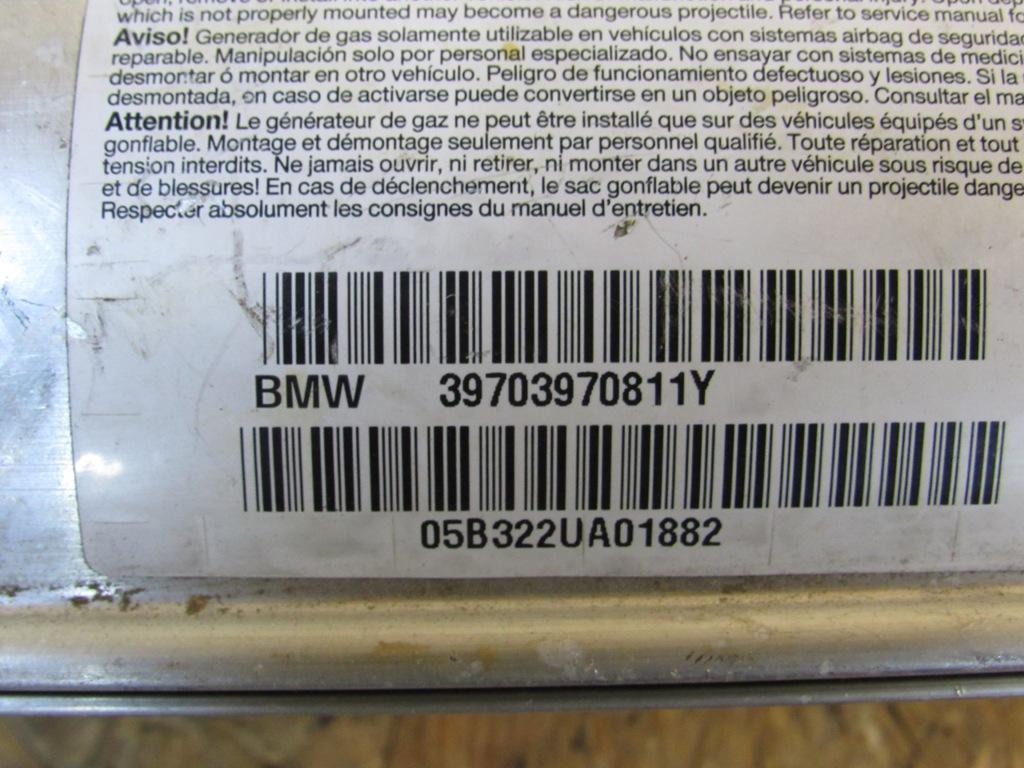 which is not properly mounted may become a dangerous projectile. Refer to service manual
Aviso! Generador de gas solamente utilizable en vehículos con sistemas airbag de
reparable. Manipulación solo por personal especializado. No ensayar con sistemas de
desmontar ó montar en otro vehículo. Peligro de funcionamiento defectuoso y lesiones. Si la
desmontada, en caso de activarse puede convertirse en un objeto peligroso. Consultar el
Attention! Le générateur de gaz ne peut être installé que sur des véhicules équipés d'un
gonflable. Montage et démontage seulement par personnel qualifié. Toute réparation et tout
tension interdits. Ne jamais ouvrir, ni retirer, ni monter dans un autre véhicule sous risque de
et de blessures! En cas de déclenchement, le sac gonflable peut devenir un projectile
Respecter absolument les consignes du manuel d'entretien.
BMW 39703970811Y
05B322UA01882